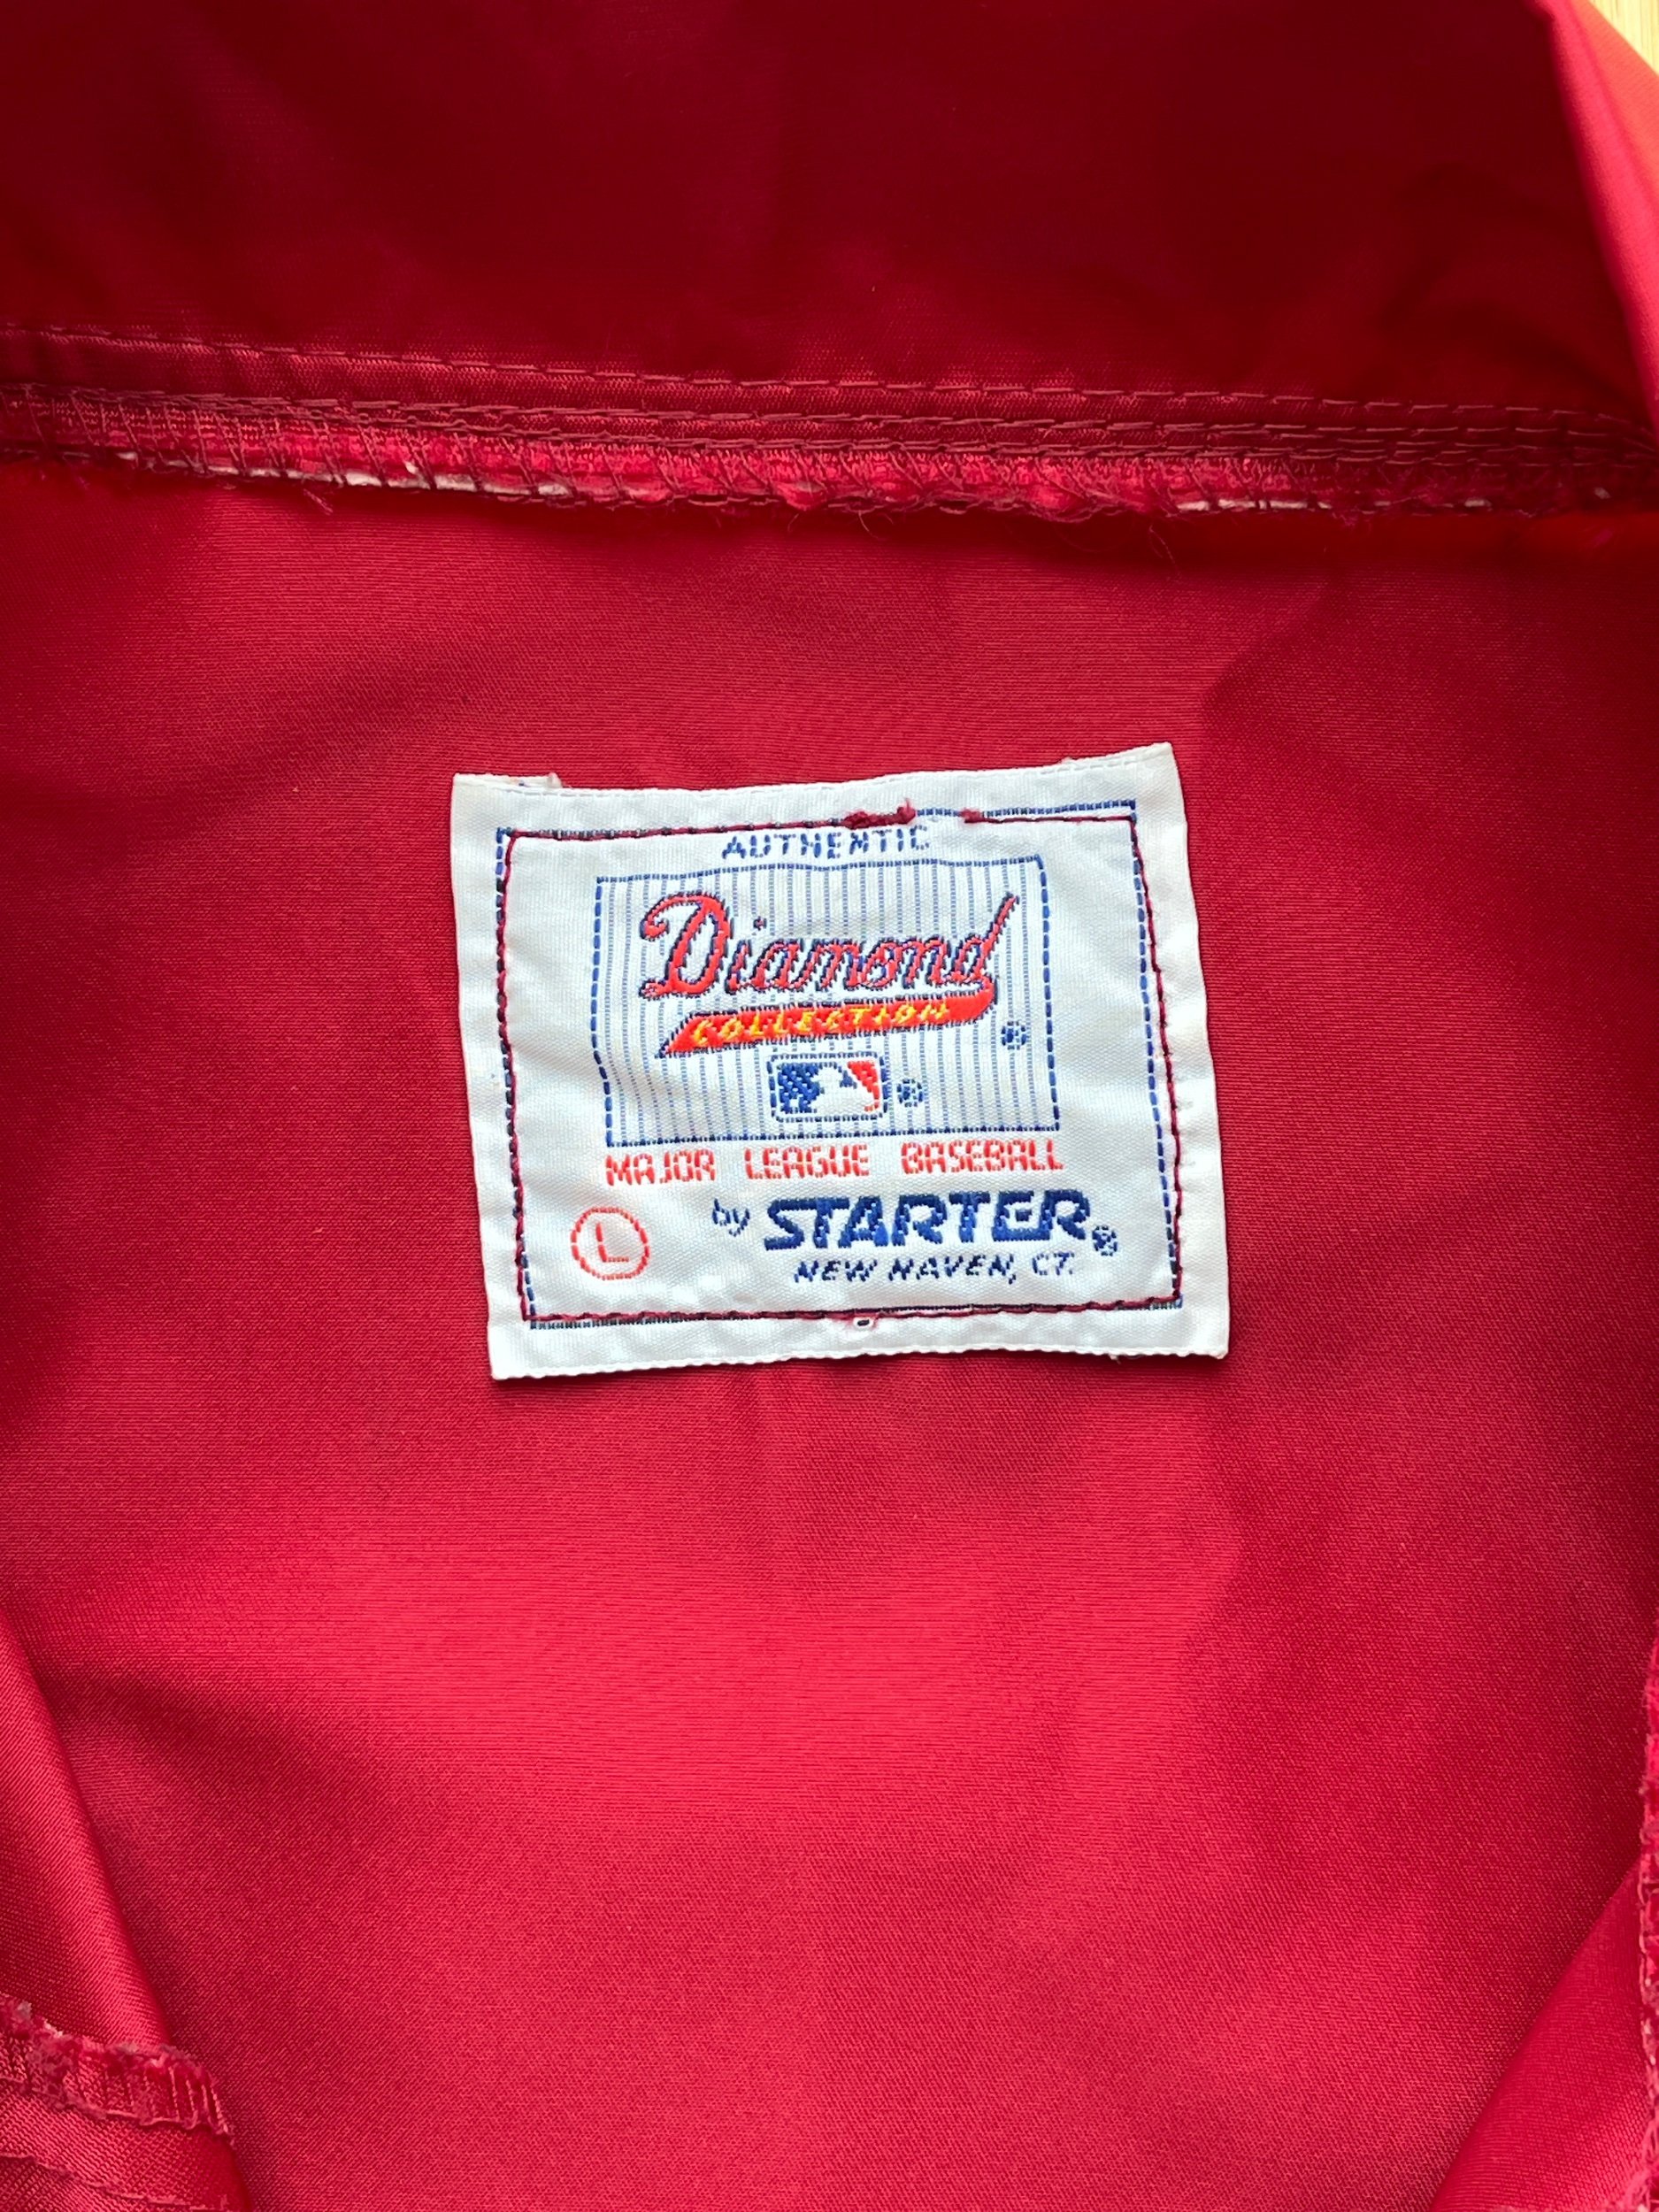 AUTHENTIC
Diamond
COLLECTION ®
®
MAJOR LEAGUE BASEBALL
L
by STARTER®
NEW HAVEN, CT.